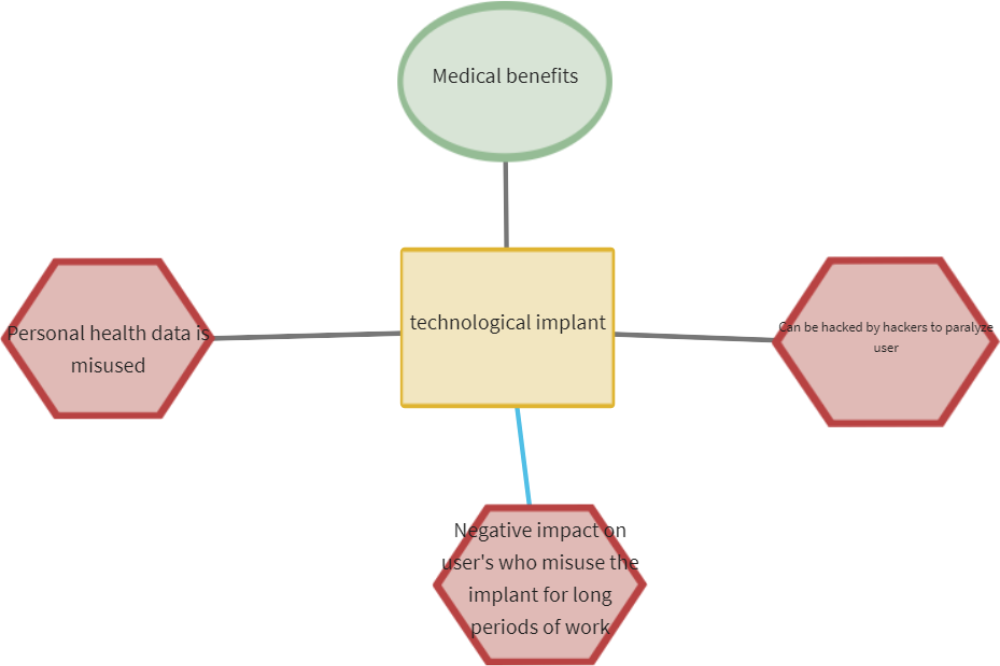 Medical benefits
technological implant
Personal health data is
misused
Can be hacked by hackers to paralyze
user
Negative impact on
user's who misuse the
implant for long
periods of work